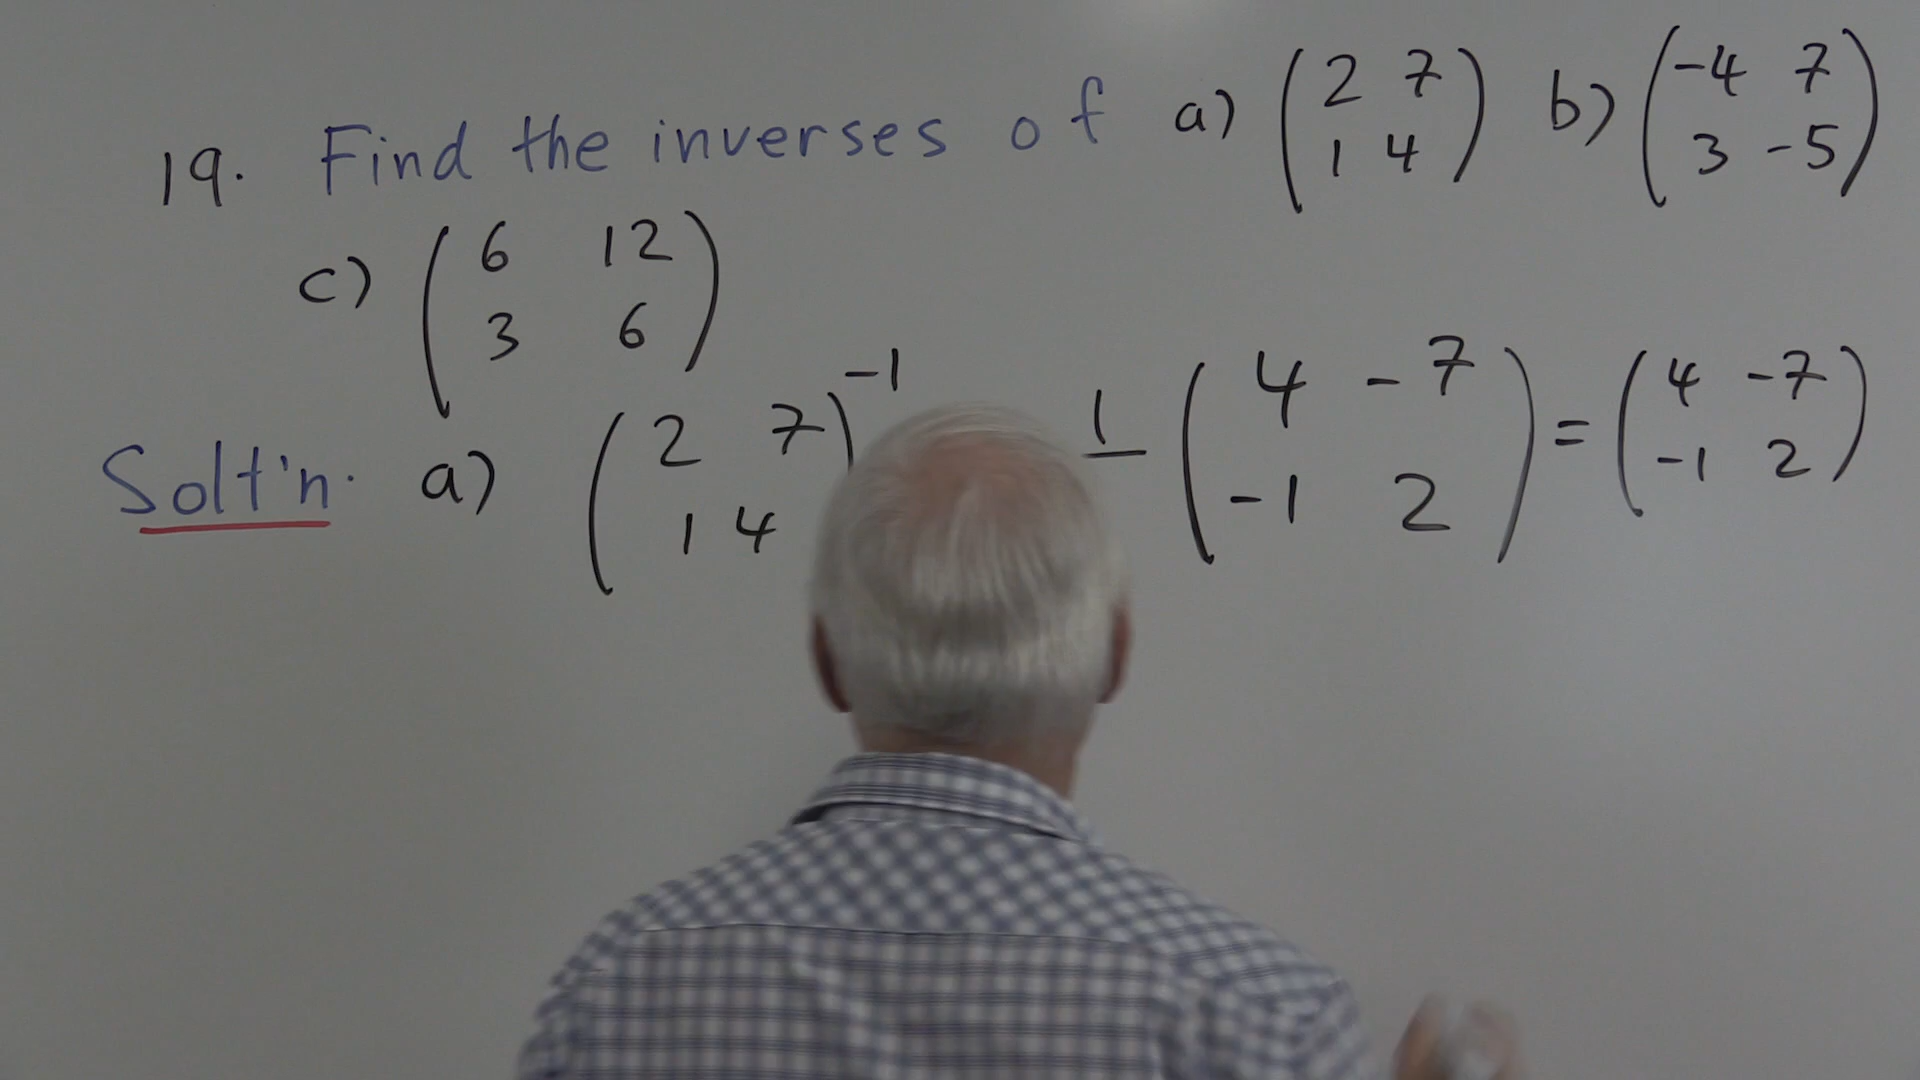 19. Find the inverses of a) (2 7 b) (-4 7
1 4) 3 -5)
c) (6 12
3 6)
Solt'n. a) (2 7)-1 1 (4 -7) = (4 -7)
1 4 -1 2 -1 2